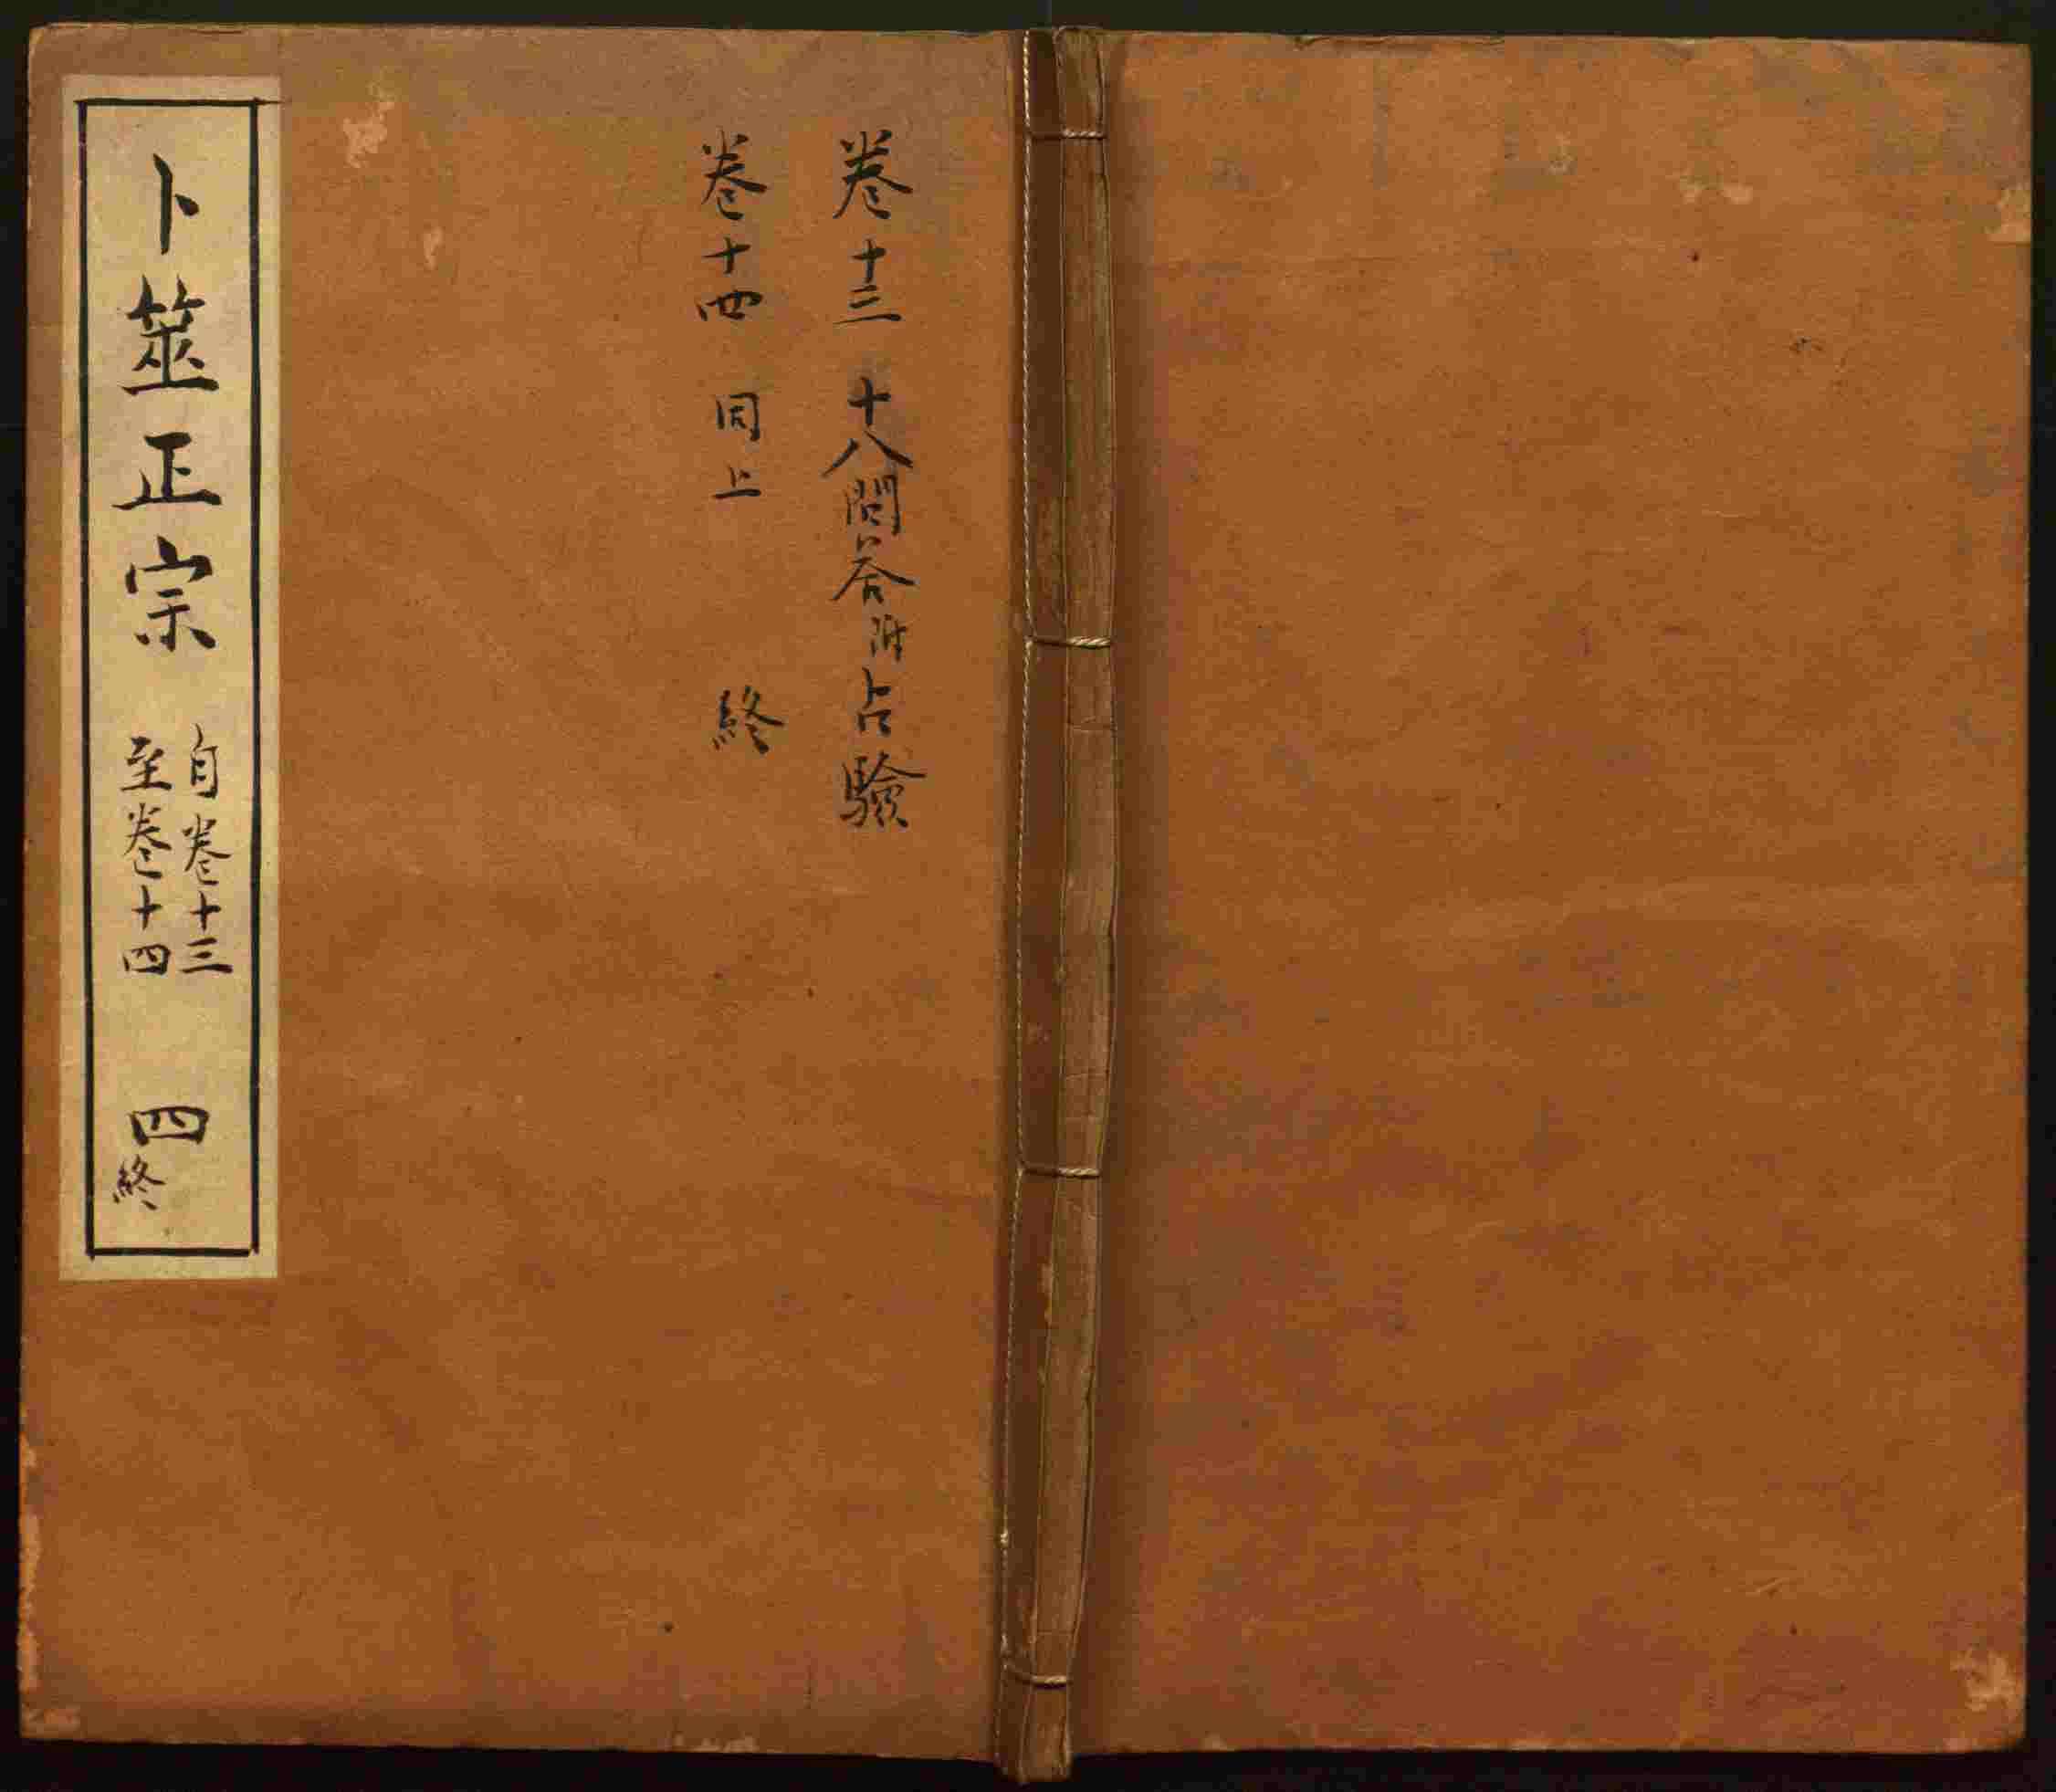 卷十三 十八問答附占驗
卷十四 同上 終
卜筮正宗
自卷十三
至卷十四
四
終